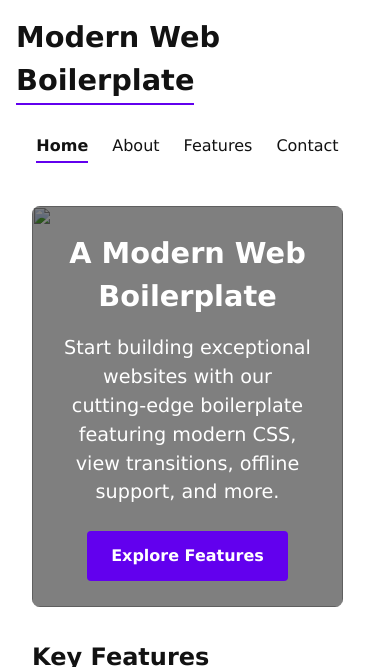 Modern Web
Boilerplate
Home About Features Contact
A Modern Web
Boilerplate
Start building exceptional
websites with our
cutting-edge boilerplate
featuring modern CSS,
view transitions, offline
support, and more.
Explore Features
Key Features